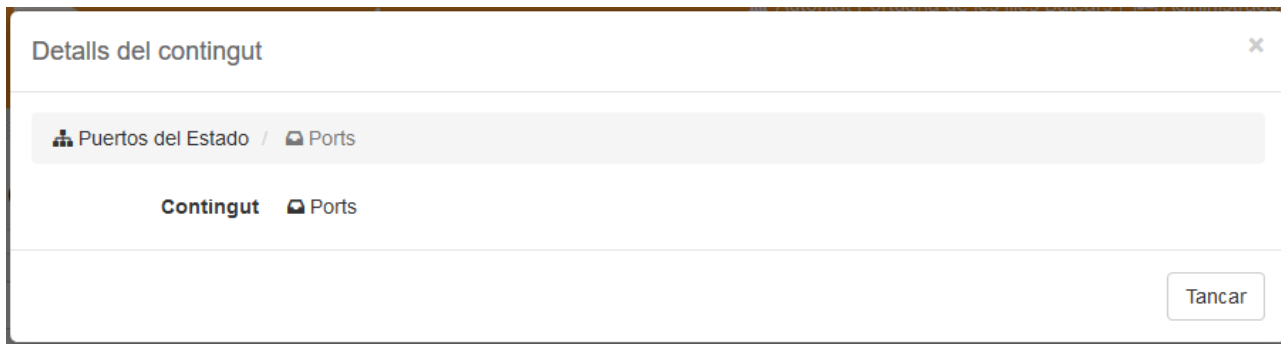 Detalls del contingut ×
Puertos del Estado / Ports
Contingut Ports
Tancar